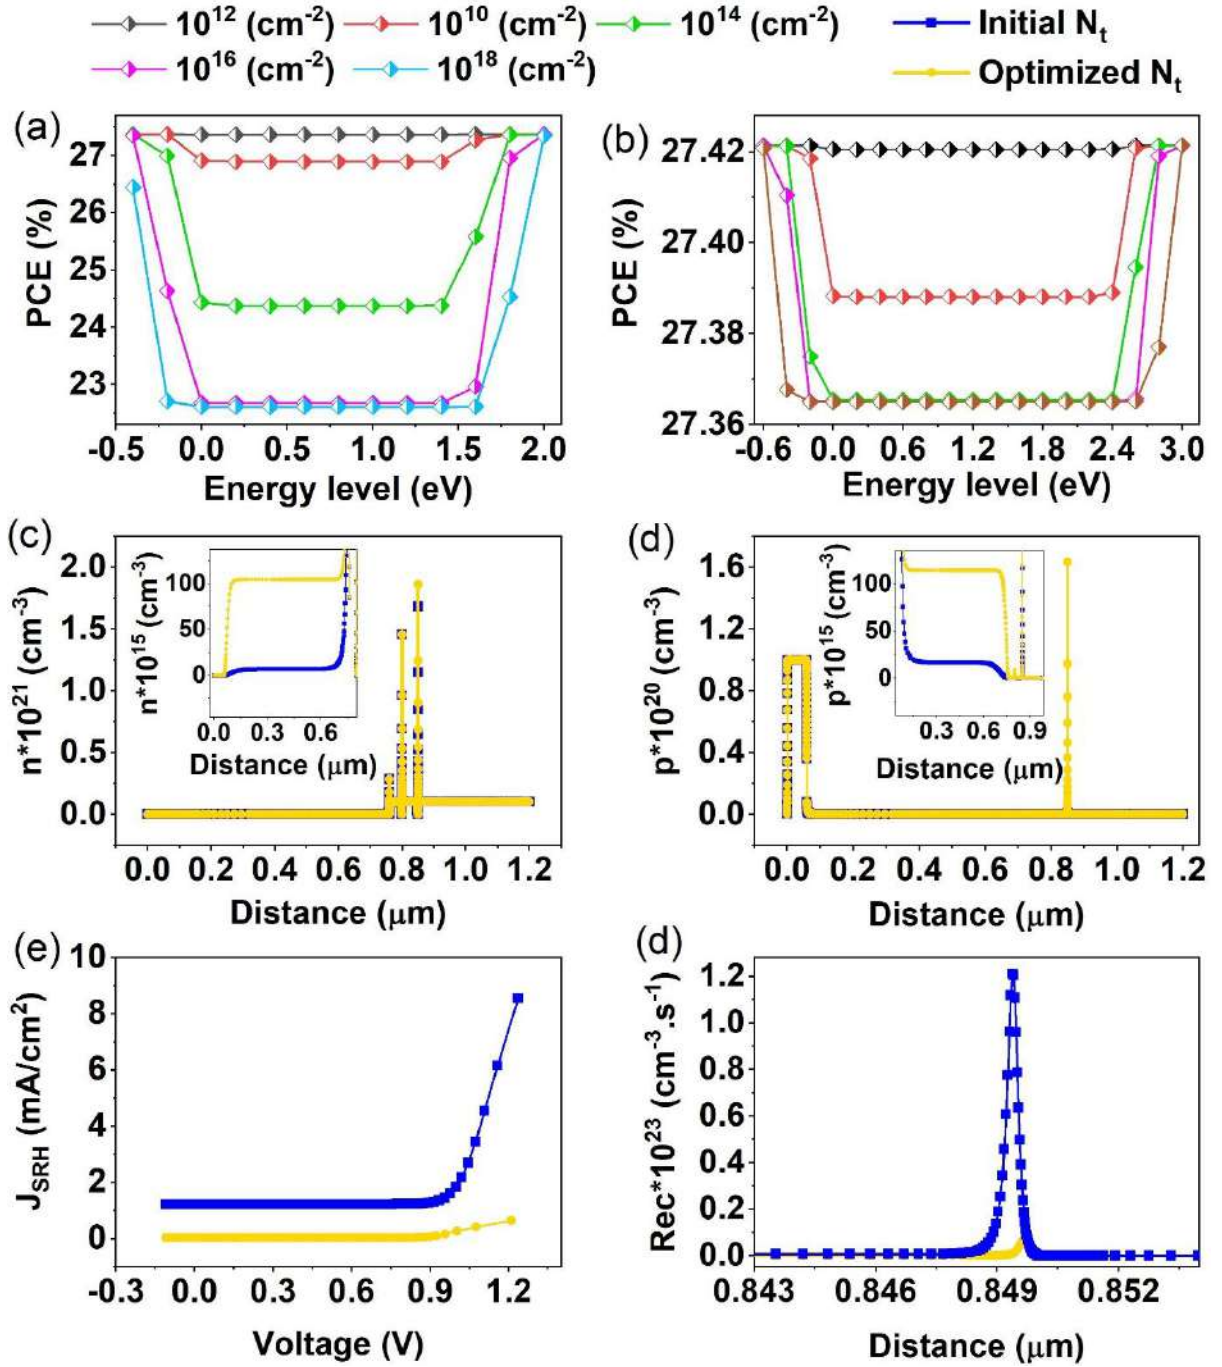 10¹² (cm⁻²) 10¹⁰ (cm⁻²) 10¹⁴ (cm⁻²) Initial Nₜ
10¹⁶ (cm⁻²) 10¹⁸ (cm⁻²) Optimized Nₜ
(a)
PCE (%)
27
26
25
24
23
-0.5 0.0 0.5 1.0 1.5 2.0
Energy level (eV)
(b)
PCE (%)
27.42
27.40
27.38
27.36
-0.6 0.0 0.6 1.2 1.8 2.4 3.0
Energy level (eV)
(c)
n*10²¹ (cm⁻³)
2.0
1.5
1.0
0.5
0.0
0.0 0.2 0.4 0.6 0.8 1.0 1.2
Distance (μm)
n*10¹⁵ (cm⁻³)
100
50
0
0.0 0.3 0.6
Distance (μm)
(d)
p*10²⁰ (cm⁻³)
1.6
1.2
0.8
0.4
0.0
0.0 0.2 0.4 0.6 0.8 1.0 1.2
Distance (μm)
p*10¹⁵ (cm⁻³)
100
50
0
0.3 0.6 0.9
Distance (μm)
(e)
J_SRH (mA/cm²)
10
8
6
4
2
0
-0.3 0.0 0.3 0.6 0.9 1.2
Voltage (V)
(d)
Rec*10²³ (cm⁻³.s⁻¹)
1.2
1.0
0.8
0.6
0.4
0.2
0.0
0.843 0.846 0.849 0.852
Distance (μm)